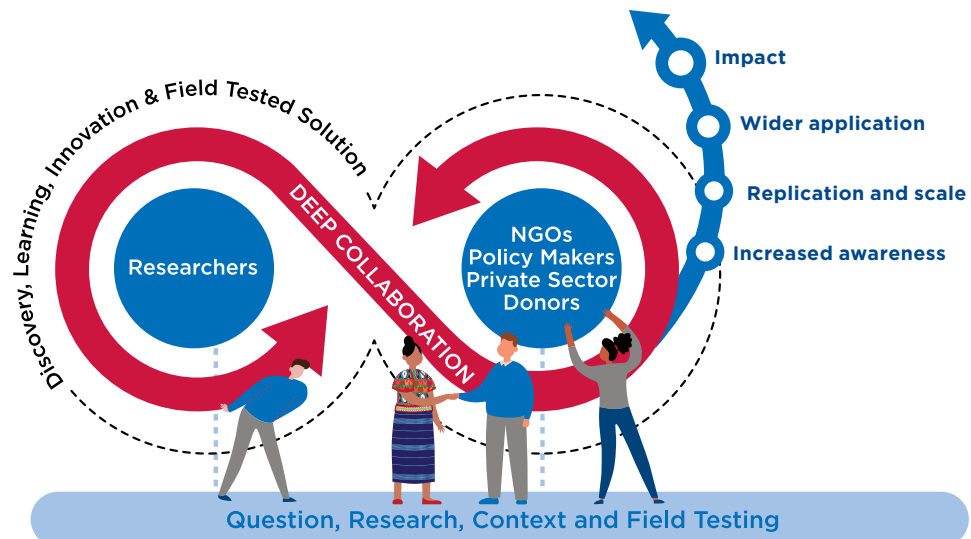 Discovery, Learning, Innovation & Field Tested Solution
Researchers
DEEP COLLABORATION
NGOs
Policy Makers
Private Sector
Donors
Impact
Wider application
Replication and scale
Increased awareness
Question, Research, Context and Field Testing